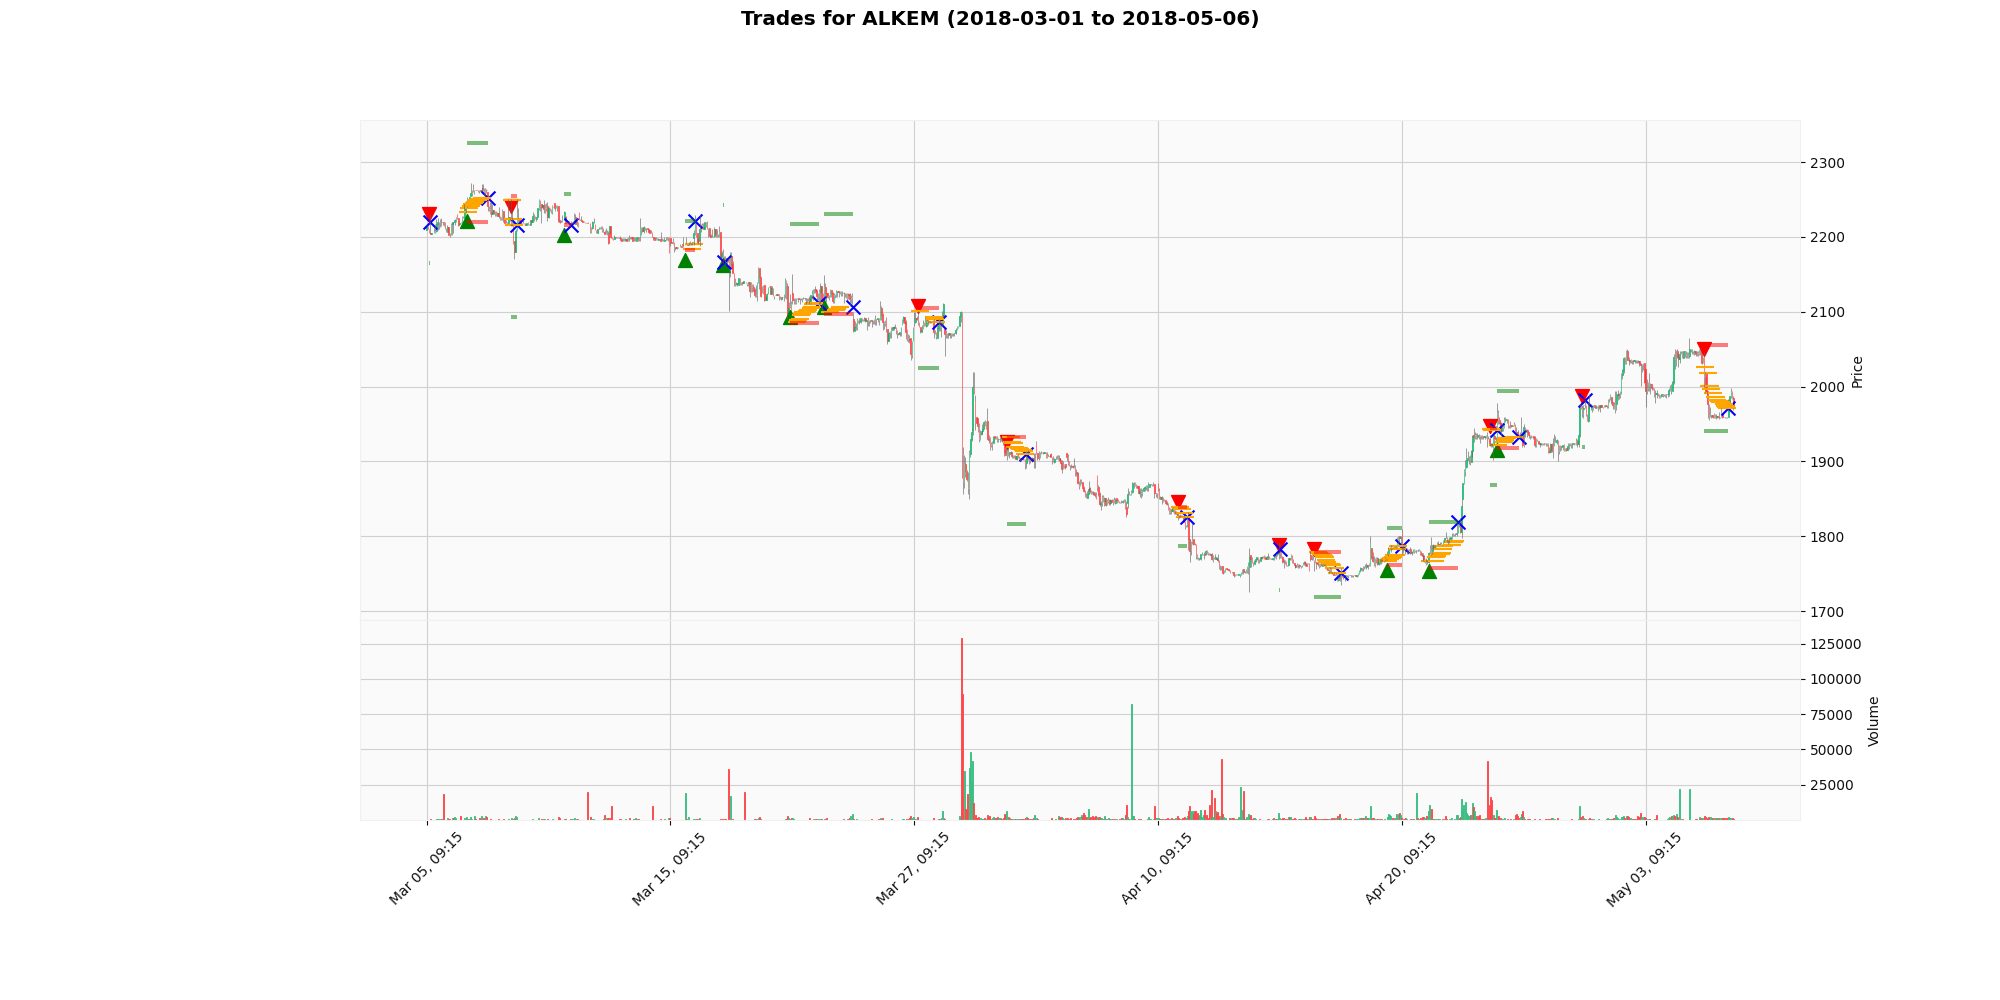 Trades for ALKEM (2018-03-01 to 2018-05-06)
2300
2200
2100
2000
1900
1800
1700
Price
125000
100000
75000
50000
25000
Volume
Mar 05, 09:15
Mar 15, 09:15
Mar 27, 09:15
Apr 10, 09:15
Apr 20, 09:15
May 03, 09:15